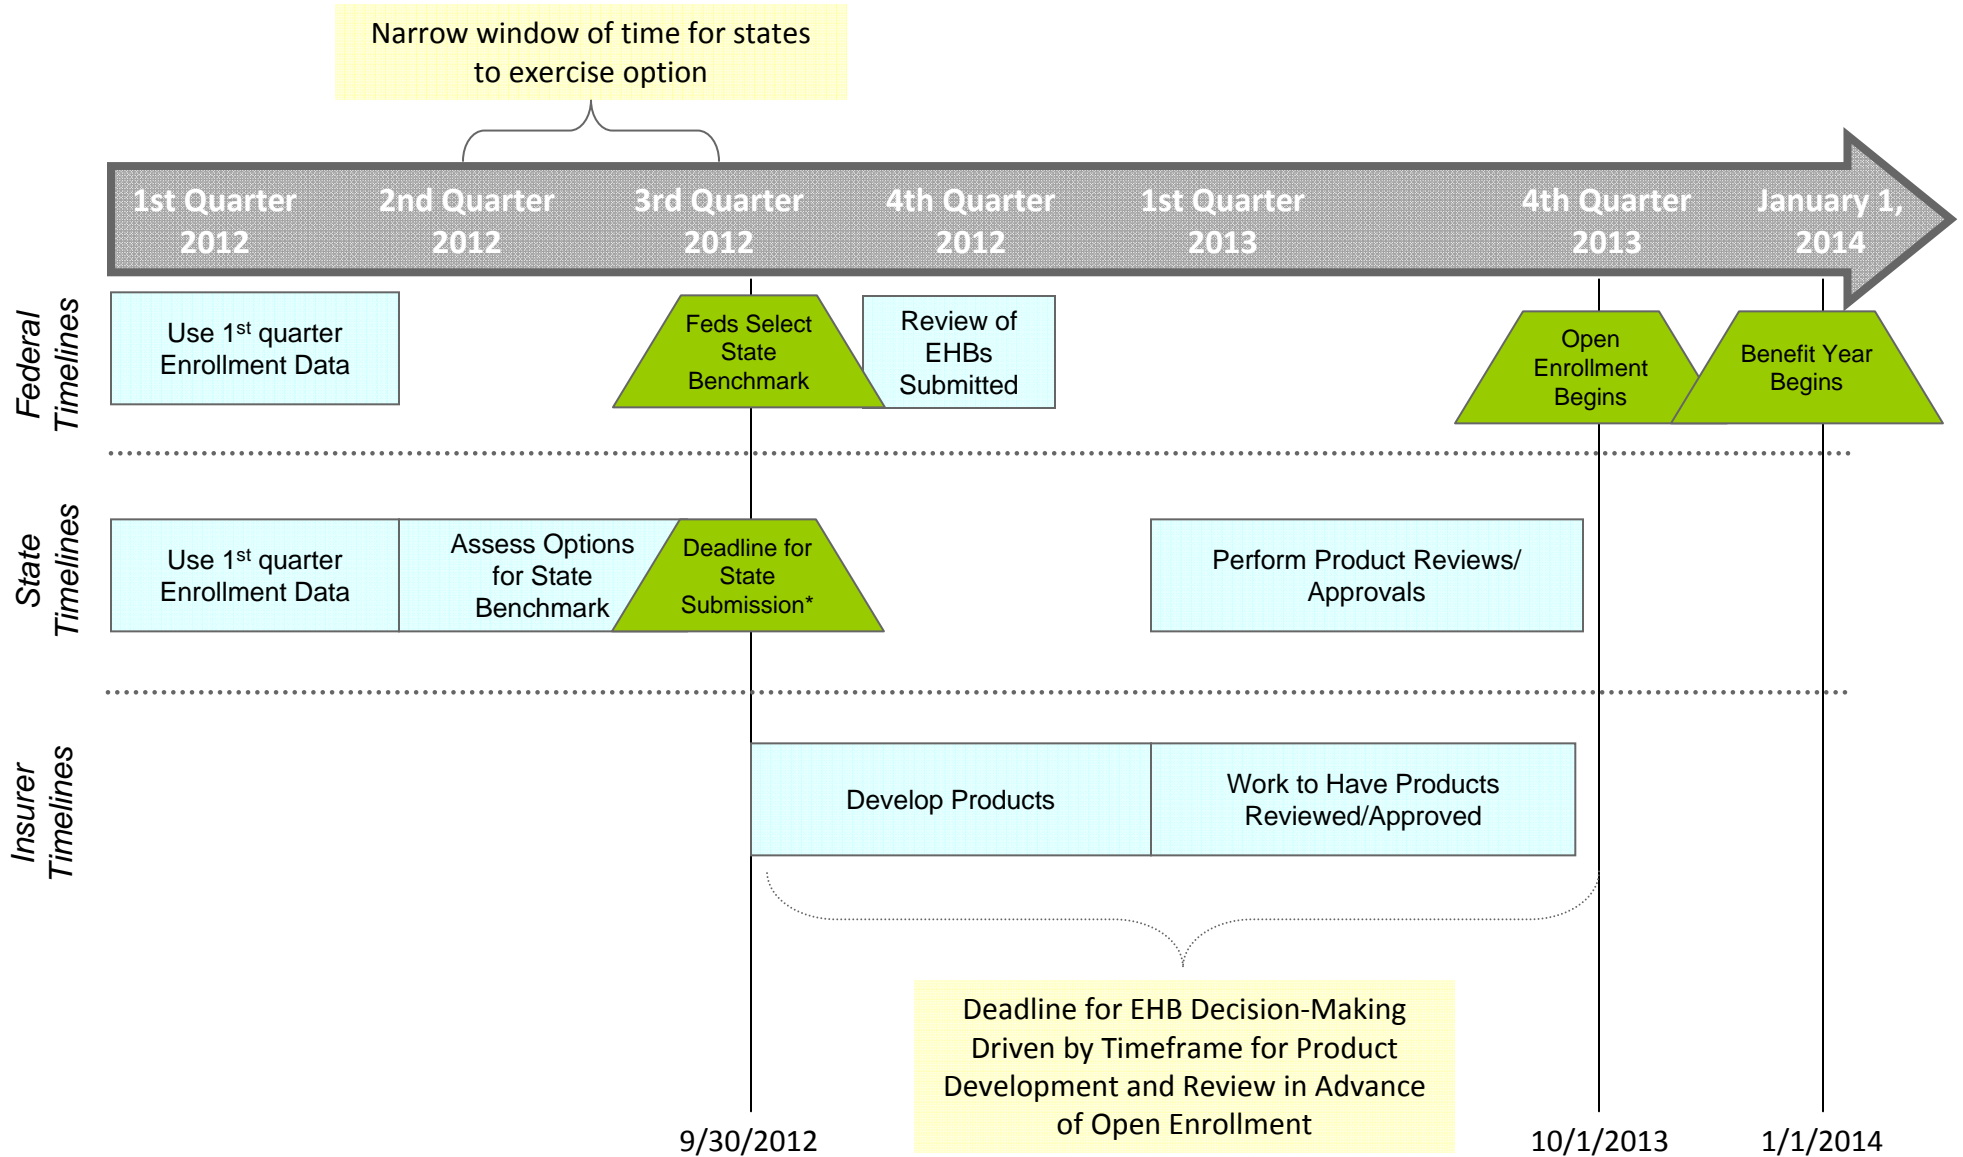 Narrow window of time for states
to exercise option
1st Quarter
2012
2nd Quarter
2012
3rd Quarter
2012
4th Quarter
2012
1st Quarter
2013
4th Quarter
2013
January 1,
2014
Federal
Timelines
Use 1st quarter
Enrollment Data
Feds Select
State
Benchmark
Review of
EHBs
Submitted
Open
Enrollment
Begins
Benefit Year
Begins
State
Timelines
Use 1st quarter
Enrollment Data
Assess Options
for State
Benchmark
Deadline for
State
Submission*
Perform Product Reviews/
Approvals
Insurer
Timelines
Develop Products
Work to Have Products
Reviewed/Approved
Deadline for EHB Decision-Making
Driven by Timeframe for Product
Development and Review in Advance
of Open Enrollment
9/30/2012
10/1/2013
1/1/2014